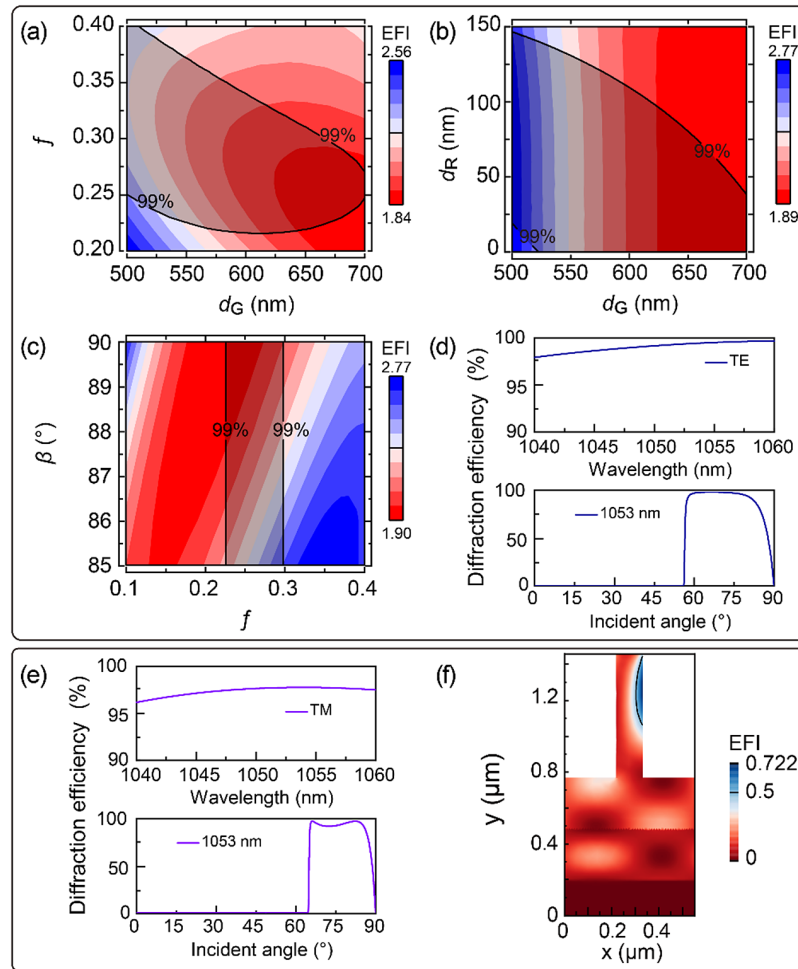 (a)
f
0.40
0.35
0.30
0.25
0.20
99%
99%
500 550 600 650 700
dG (nm)
EFI
2.56
1.84
(b)
dR (nm)
150
100
50
0
99%
99%
500 550 600 650 700
dG (nm)
EFI
2.77
1.89
(c)
β (°)
90
89
88
87
86
85
99% 99%
0.1 0.2 0.3 0.4
f
EFI
2.77
1.90
(d)
Diffraction efficiency (%)
100
95
90
TE
1040 1045 1050 1055 1060
Wavelength (nm)
100
50
0
1053 nm
0 15 30 45 60 75 90
Incident angle (°)
(e)
Diffraction efficiency (%)
100
95
90
TM
1040 1045 1050 1055 1060
Wavelength (nm)
100
50
0
1053 nm
0 15 30 45 60 75 90
Incident angle (°)
(f)
y (μm)
1.2
0.8
0.4
0
0 0.2 0.4
x (μm)
EFI
0.722
0.5
0